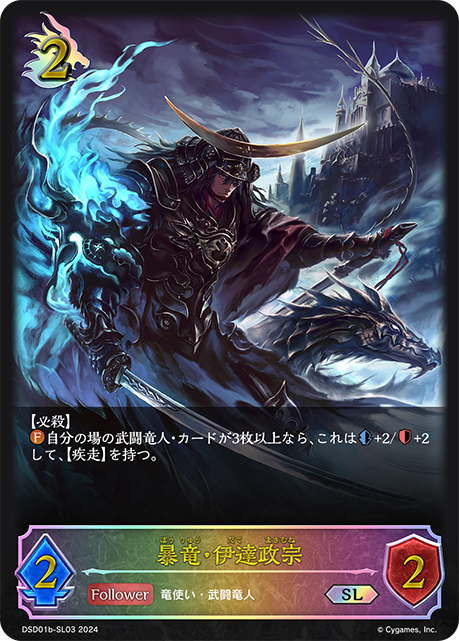 2
【必殺】
F 自分の場の武闘竜人・カードが3枚以上なら、これは+2/+2
して、【疾走】を持つ。
ぼうりゅう だて まさむね
暴竜・伊達政宗
2
Follower 竜使い・武闘竜人
SL
2
DSD01b-SL03 2024
© Cygames, Inc.